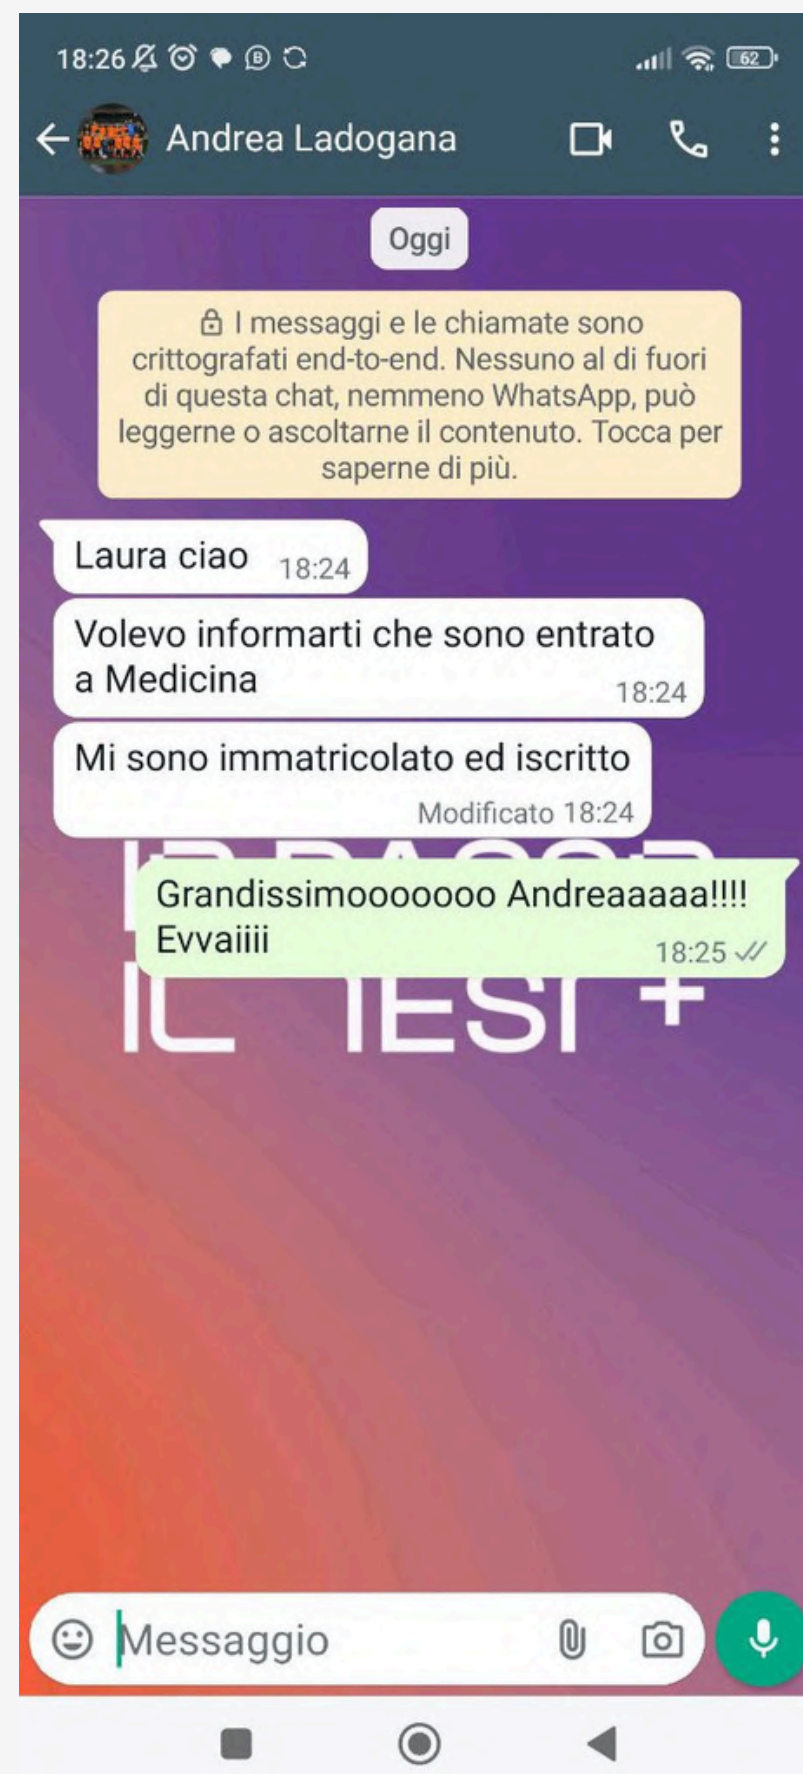 18:26
62
Andrea Ladogana
Oggi
I messaggi e le chiamate sono
crittografati end-to-end. Nessuno al di fuori
di questa chat, nemmeno WhatsApp, può
leggerne o ascoltarne il contenuto. Tocca per
saperne di più.
Laura ciao 18:24
Volevo informarti che sono entrato
a Medicina 18:24
Mi sono immatricolato ed iscritto
Modificato 18:24
Grandissimooooooo Andreaaaaa!!!!
Evvaiiii 18:25
IL TEST +
Messaggio